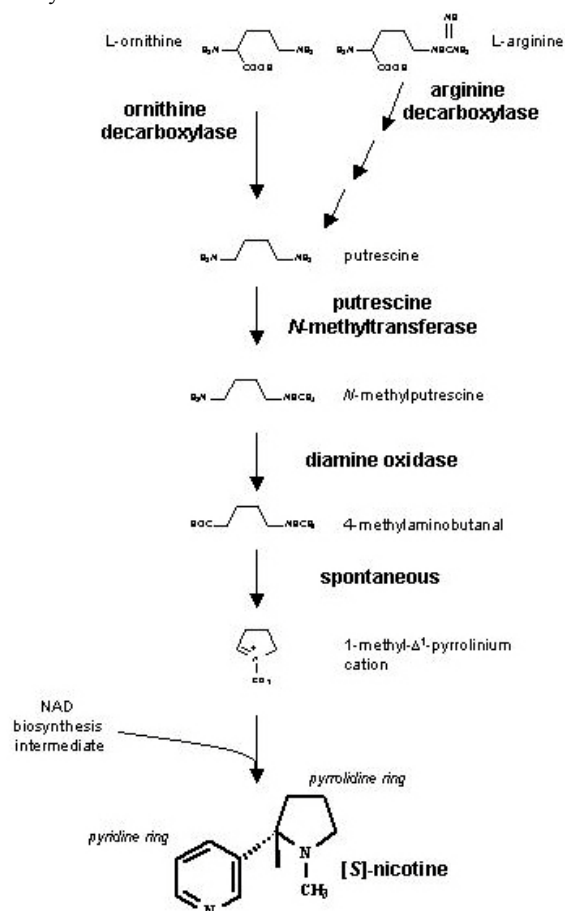 L-ornithine
L-arginine
ornithine
decarboxylase
arginine
decarboxylase
putrescine
putrescine
N-methyltransferase
N-methylputrescine
diamine oxidase
4-methylaminobutanal
spontaneous
1-methyl-Δ¹-pyrrolinium
cation
NAD
biosynthesis
intermediate
pyrrolidine ring
pyridine ring
N
CH₃
[S]-nicotine
N